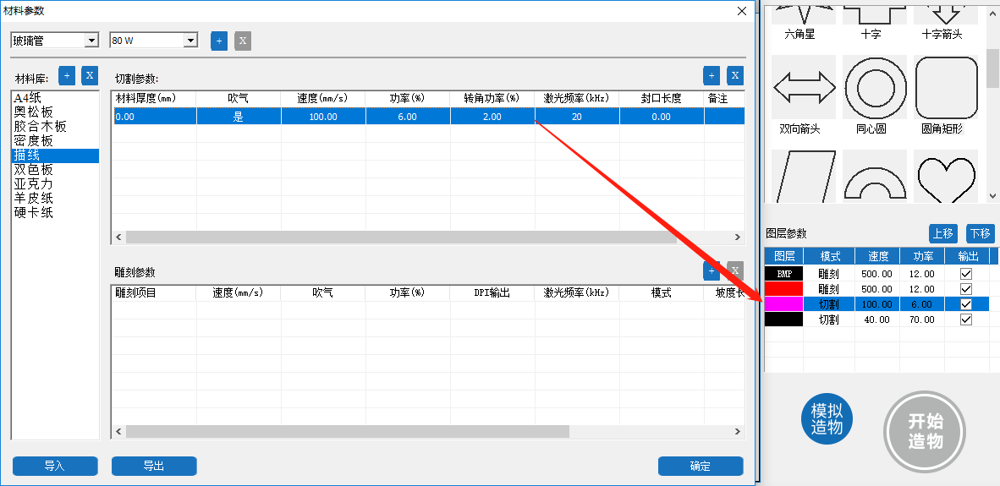 材料参数
玻璃管 80 W + X
材料库: + X
A4纸
奥松板
胶合木板
密度板
描线
双色板
亚克力
羊皮纸
硬卡纸
切割参数: + X
材料厚度(mm) 吹气 速度(mm/s) 功率(%) 转角功率(%) 激光频率(kHz) 封口长度 备注
0.00 是 100.00 6.00 2.00 20 0.00
雕刻参数 + X
雕刻项目 速度(mm/s) 吹气 功率(%) DPI输出 激光频率(kHz) 模式 坡度长
导入 导出 确定
六角星 十字 十字箭头
双向箭头 同心圆 圆角矩形
图层参数 上移 下移
图层 模式 速度 功率 输出
BMP 雕刻 500.00 12.00
雕刻 500.00 12.00
切割 100.00 6.00
切割 40.00 70.00
模拟
造物
开始
造物